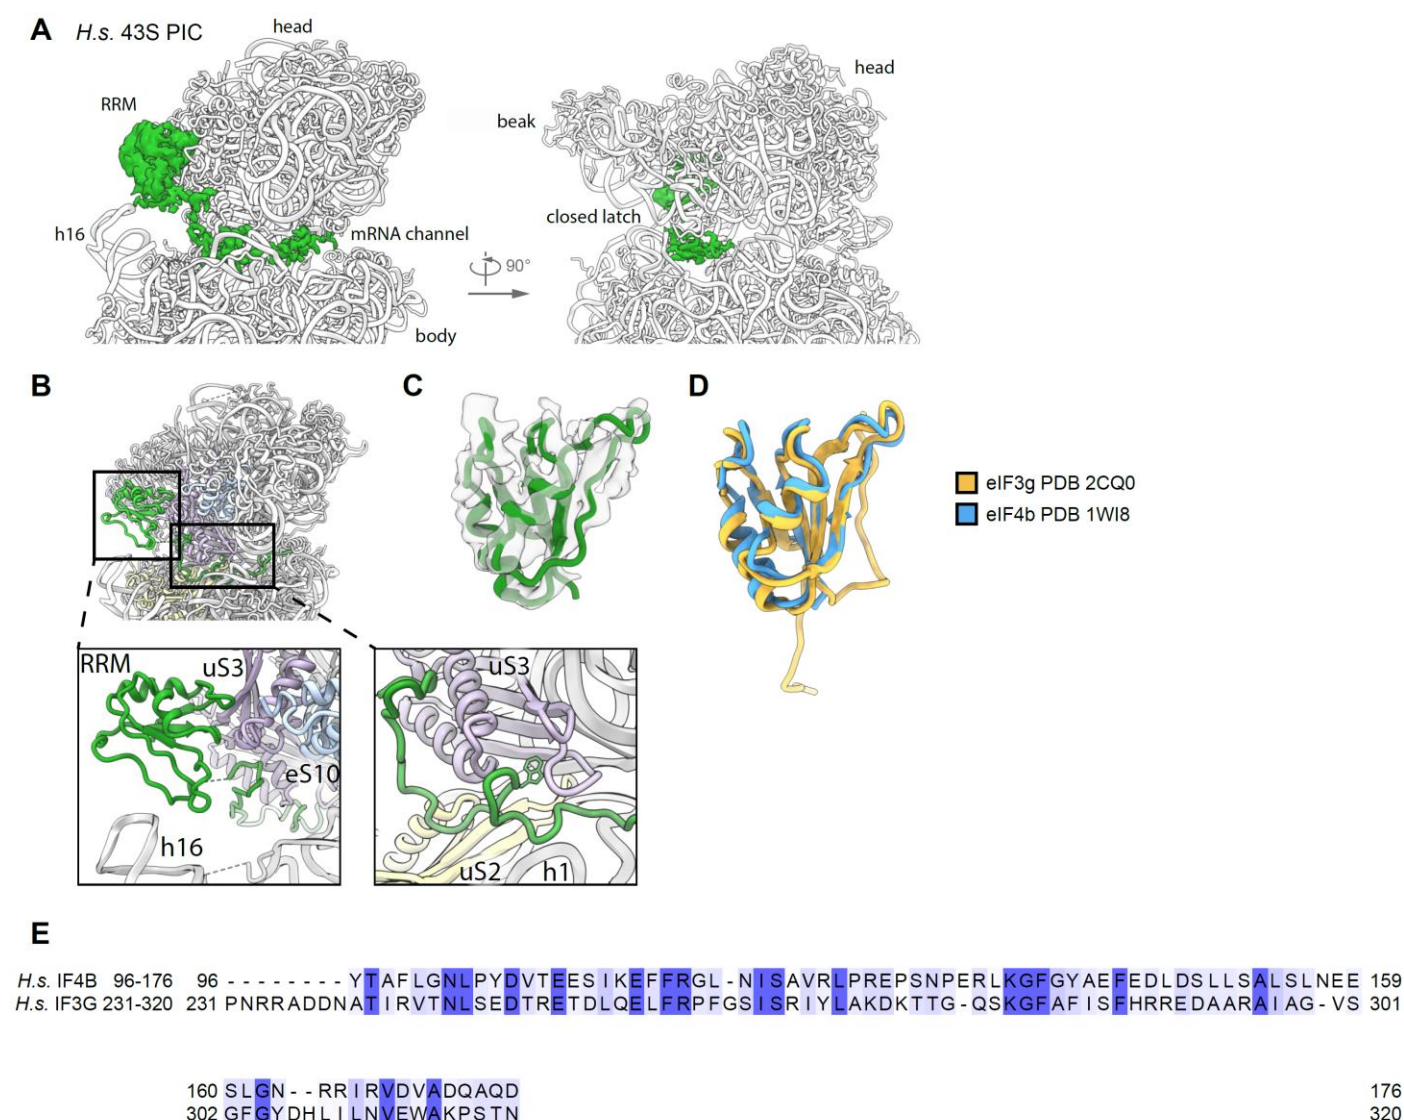 A H.s. 43S PIC
head
RRM
h16
mRNA channel
body
90°
head
beak
closed latch
B
C
D
eIF3g PDB 2CQ0
eIF4b PDB 1WI8
RRM
uS3
eS10
h16
uS3
uS2
h1
E
H.s. IF4B 96-176 96 --------YTAFLGNLPYDVTEESIKEFFRGL-NISAVRLPREPSNPERLKGFGYAEFEDLDSLLSALSLNEE 159
H.s. IF3G 231-320 231 PNRRADDNATIRVTNLSEDTRETDLQELFRPFGSISRIYLAKDKTTG-QSKGFAFISFHRREDAARAIAG-VS 301
160 SLGN--RRIRVDVADQAQD 176
302 GFGYDHLILNVEWAKPSTN 320